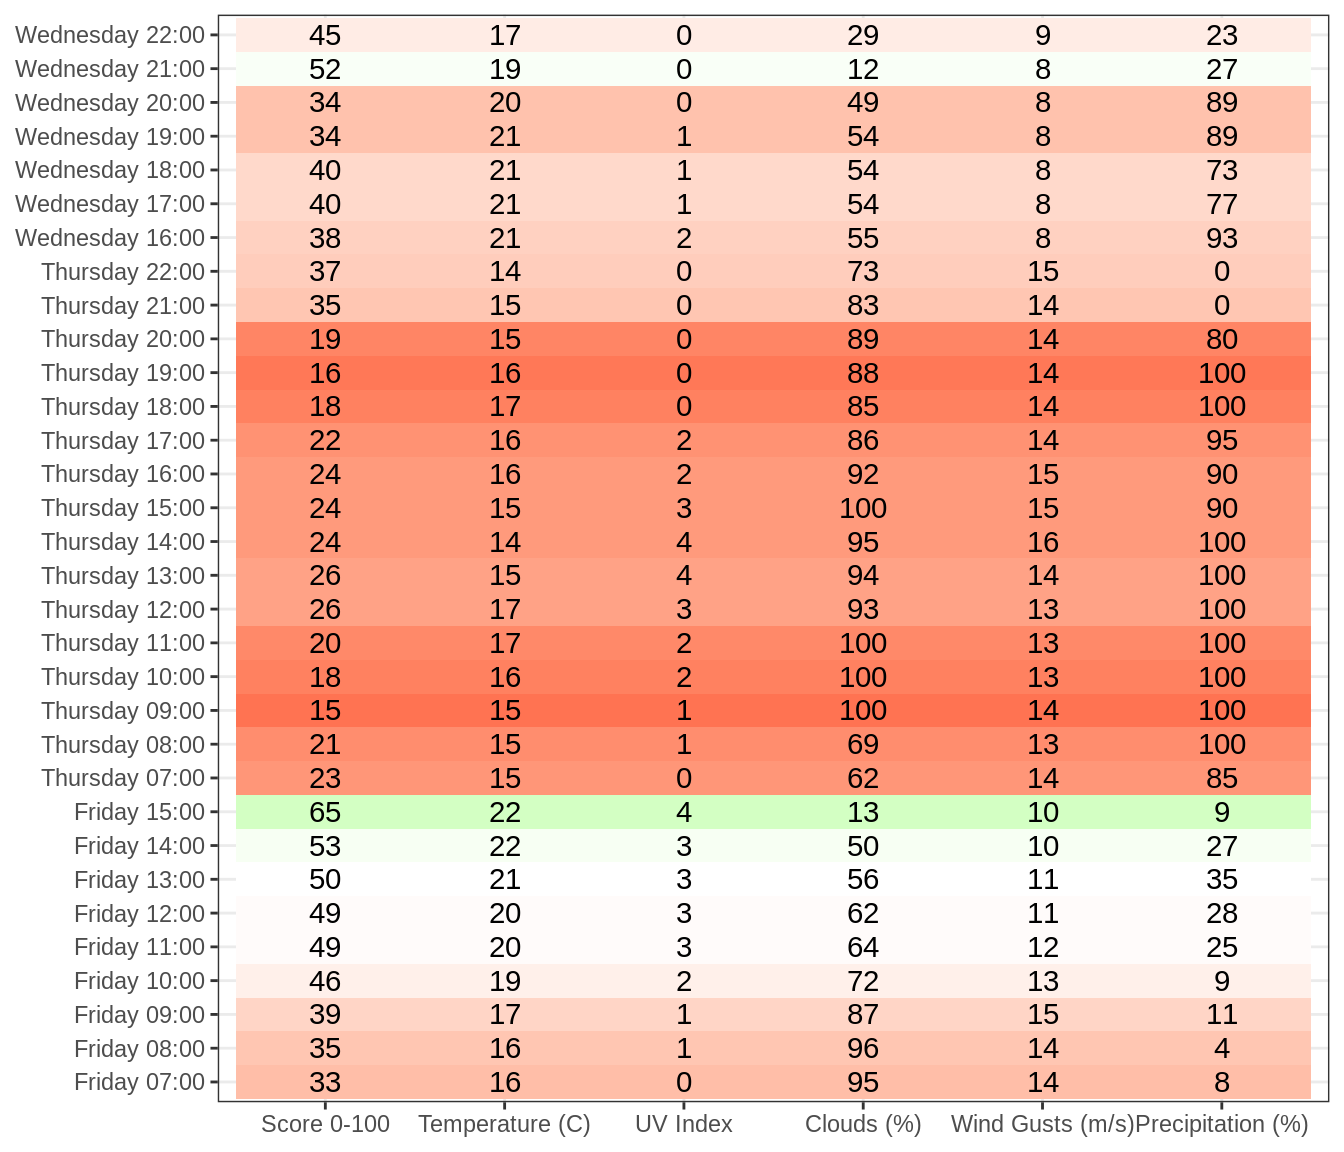 Wednesday 22:00 45 17 0 29 9 23
Wednesday 21:00 52 19 0 12 8 27
Wednesday 20:00 34 20 0 49 8 89
Wednesday 19:00 34 21 1 54 8 89
Wednesday 18:00 40 21 1 54 8 73
Wednesday 17:00 40 21 1 54 8 77
Wednesday 16:00 38 21 2 55 8 93
Thursday 22:00 37 14 0 73 15 0
Thursday 21:00 35 15 0 83 14 0
Thursday 20:00 19 15 0 89 14 80
Thursday 19:00 16 16 0 88 14 100
Thursday 18:00 18 17 0 85 14 100
Thursday 17:00 22 16 2 86 14 95
Thursday 16:00 24 16 2 92 15 90
Thursday 15:00 24 15 3 100 15 90
Thursday 14:00 24 14 4 95 16 100
Thursday 13:00 26 15 4 94 14 100
Thursday 12:00 26 17 3 93 13 100
Thursday 11:00 20 17 2 100 13 100
Thursday 10:00 18 16 2 100 13 100
Thursday 09:00 15 15 1 100 14 100
Thursday 08:00 21 15 1 69 13 100
Thursday 07:00 23 15 0 62 14 85
Friday 15:00 65 22 4 13 10 9
Friday 14:00 53 22 3 50 10 27
Friday 13:00 50 21 3 56 11 35
Friday 12:00 49 20 3 62 11 28
Friday 11:00 49 20 3 64 12 25
Friday 10:00 46 19 2 72 13 9
Friday 09:00 39 17 1 87 15 11
Friday 08:00 35 16 1 96 14 4
Friday 07:00 33 16 0 95 14 8
Score 0-100 Temperature (C) UV Index Clouds (%) Wind Gusts (m/s) Precipitation (%)